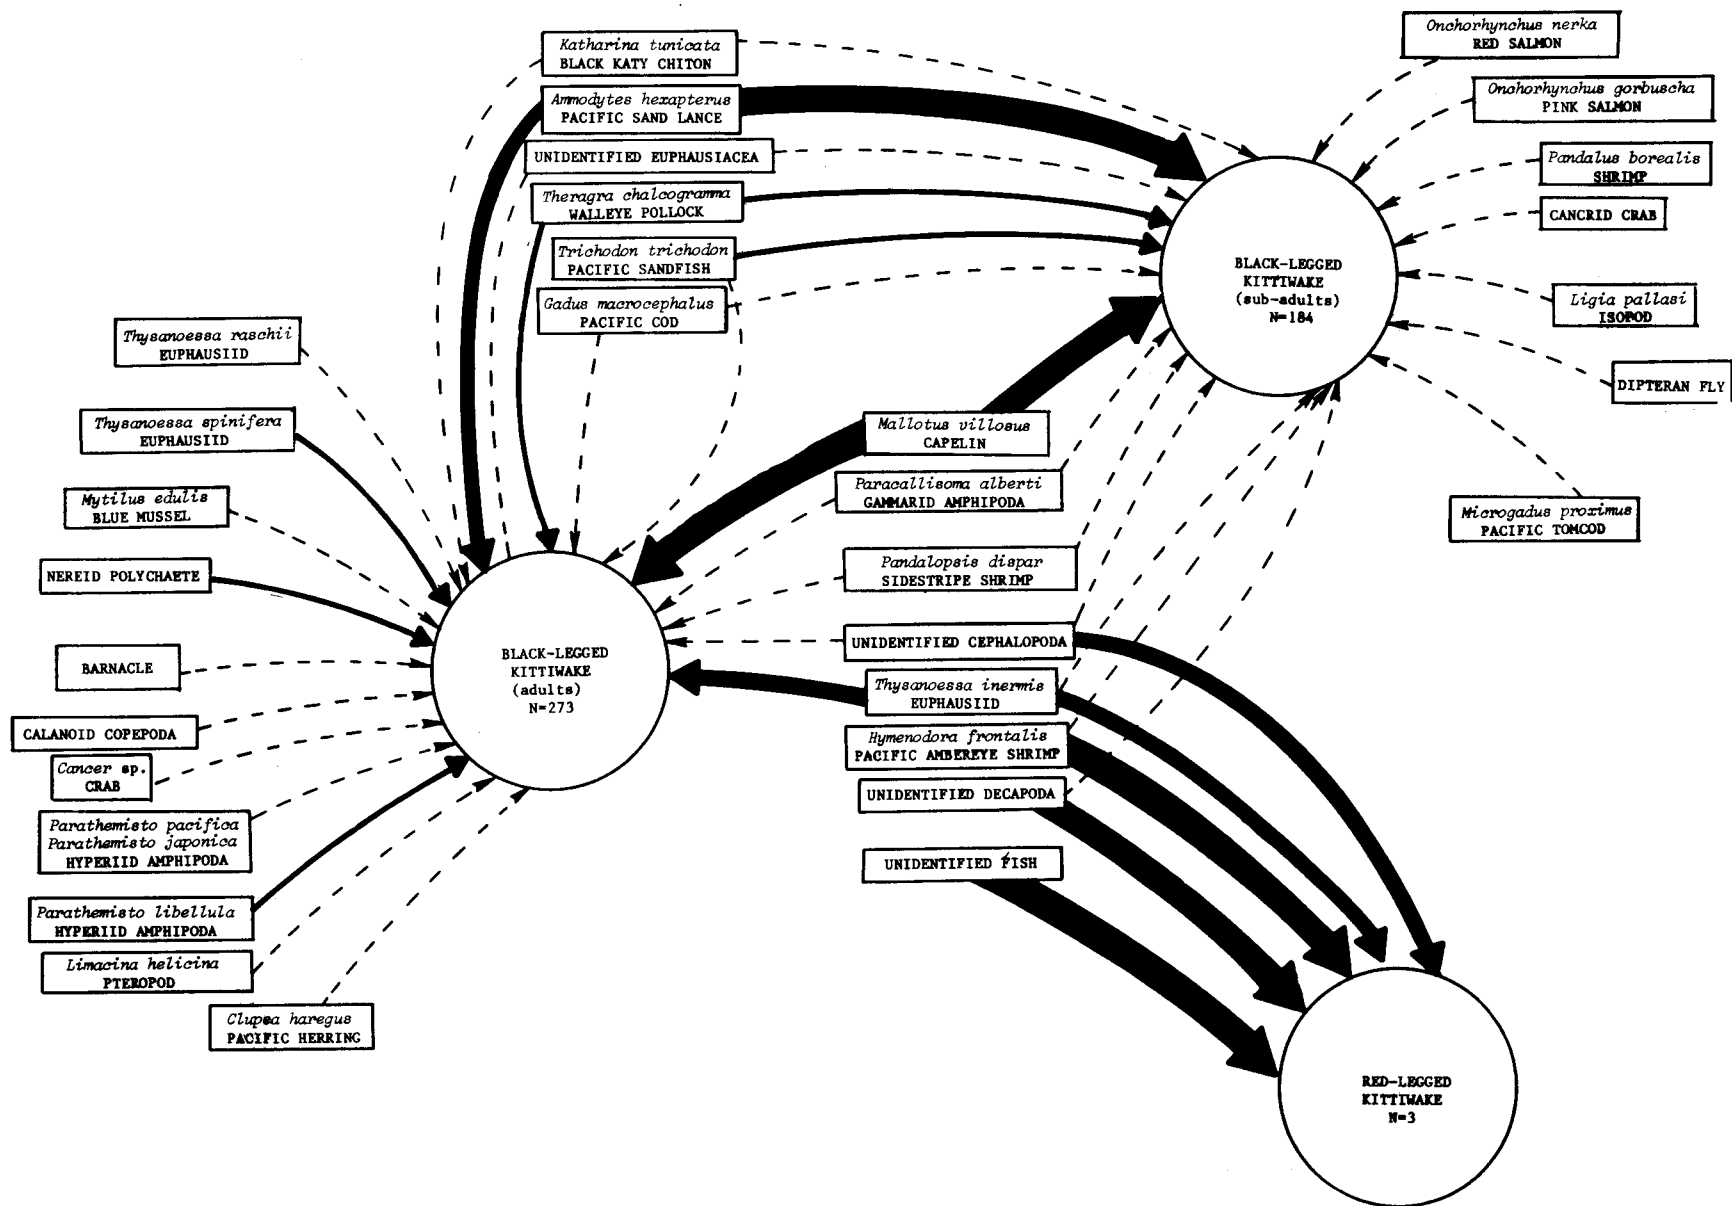 Katharina tunicata
BLACK KATY CHITON
Ammodytes hexapterus
PACIFIC SAND LANCE
UNIDENTIFIED EUPHAUSIACEA
Theragra chalcogramma
WALLEYE POLLOCK
Trichodon trichodon
PACIFIC SANDFISH
Gadus macrocephalus
PACIFIC COD
Onchorhynchus nerka
RED SALMON
Onchorhynchus gorbuscha
PINK SALMON
Pandalus borealis
SHRIMP
CANCRID CRAB
Ligia pallasi
ISOPOD
DIPTERAN FLY
Microgadus proximus
PACIFIC TOMCOD
BLACK-LEGGED
KITTIWAKE
(sub-adults)
N=184
Thysanoessa raschii
EUPHAUSIID
Thysanoessa spinifera
EUPHAUSIID
Mytilus edulis
BLUE MUSSEL
NEREID POLYCHAETE
BARNACLE
CALANOID COPEPODA
Cancer sp.
CRAB
Parathemisto pacifica
Parathemisto japonica
HYPERIID AMPHIPODA
Parathemisto libellula
HYPERIID AMPHIPODA
Limacina helicina
PTEROPOD
Clupea haregus
PACIFIC HERRING
BLACK-LEGGED
KITTIWAKE
(adults)
N=273
Mallotus villosus
CAPELIN
Paracallisoma alberti
GAMMARID AMPHIPODA
Pandalopsis dispar
SIDESTRIPE SHRIMP
UNIDENTIFIED CEPHALOPODA
Thysanoessa inermis
EUPHAUSIID
Hymenodora frontalis
PACIFIC AMBEREYE SHRIMP
UNIDENTIFIED DECAPODA
UNIDENTIFIED FISH
RED-LEGGED
KITTIWAKE
N=3